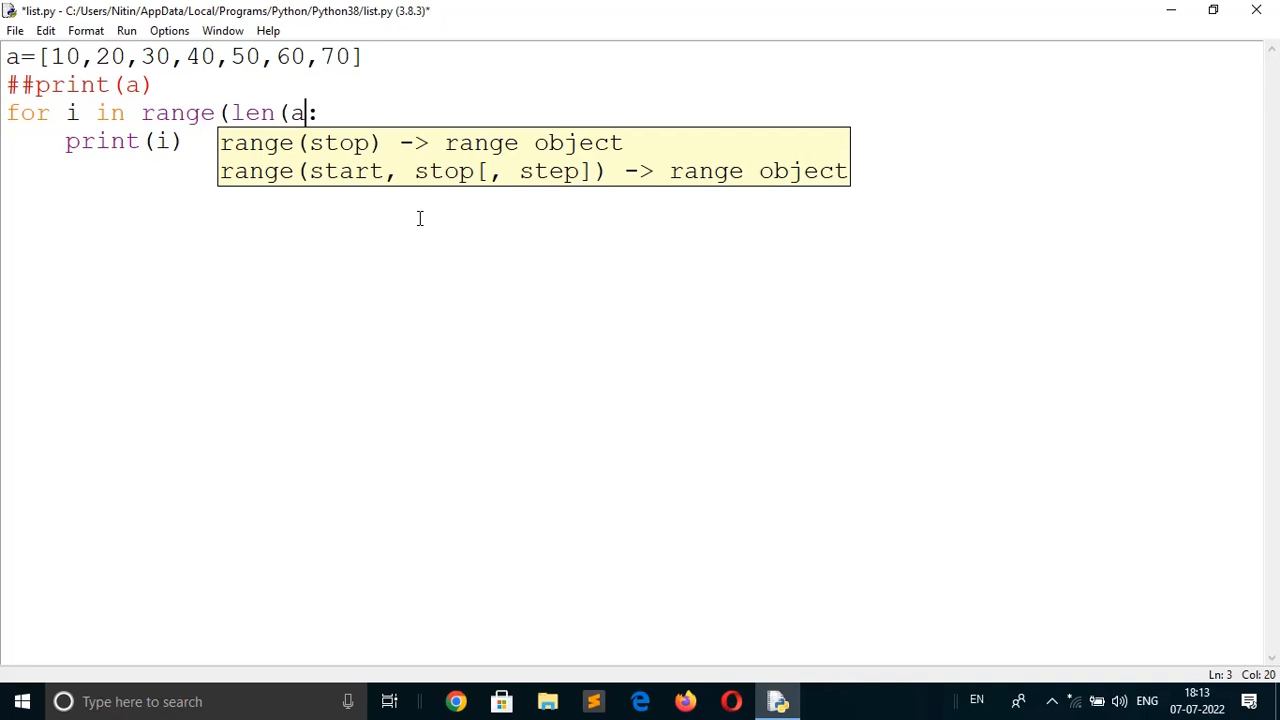 *list.py - C:/Users/Nitin/AppData/Local/Programs/Python/Python38/list.py (3.8.3)*
File Edit Format Run Options Window Help
a=[10,20,30,40,50,60,70]
##print(a)
for i in range(len(a:
print(i)
range(stop) -> range object
range(start, stop[, step]) -> range object
Ln: 3 Col: 20
Type here to search
EN
ENG
18:13
07-07-2022